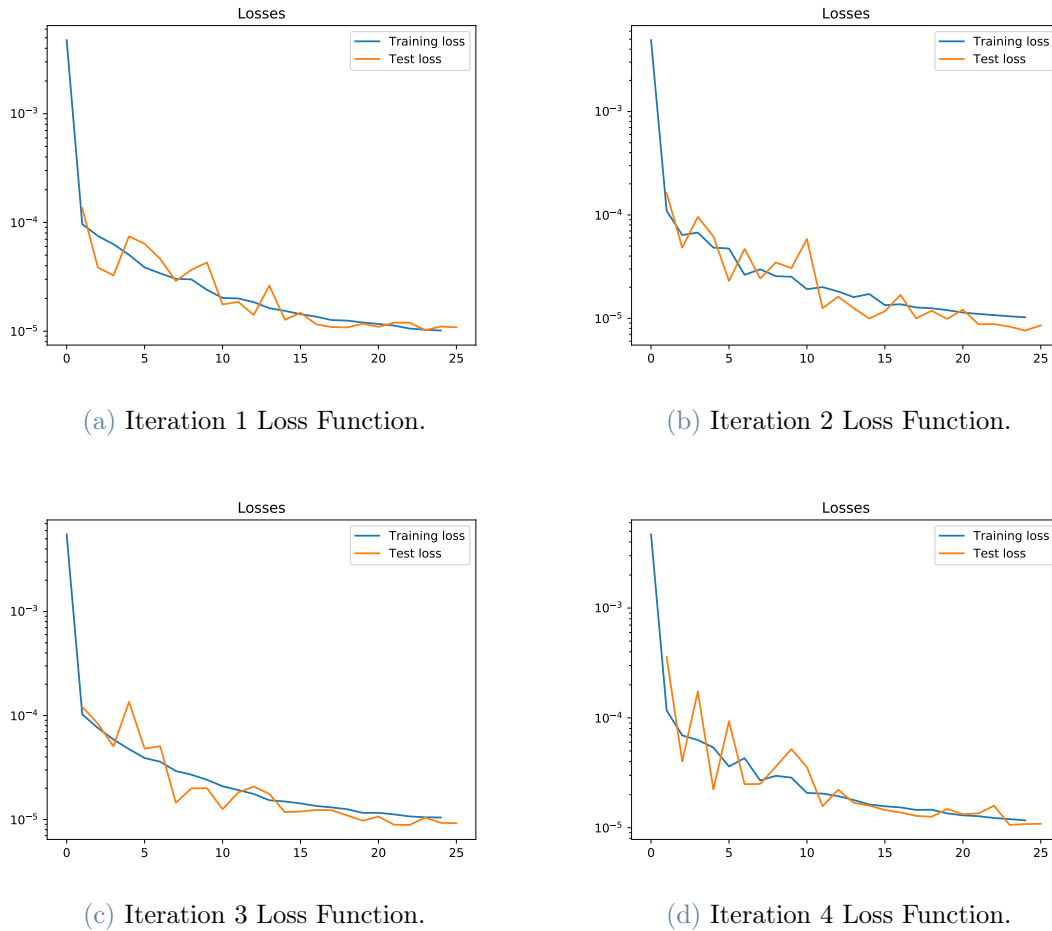 Losses
Training loss
Test loss
10⁻³
10⁻⁴
10⁻⁵
0 5 10 15 20 25
(a) Iteration 1 Loss Function.
Losses
Training loss
Test loss
10⁻³
10⁻⁴
10⁻⁵
0 5 10 15 20 25
(b) Iteration 2 Loss Function.
Losses
Training loss
Test loss
10⁻³
10⁻⁴
10⁻⁵
0 5 10 15 20 25
(c) Iteration 3 Loss Function.
Losses
Training loss
Test loss
10⁻³
10⁻⁴
10⁻⁵
0 5 10 15 20 25
(d) Iteration 4 Loss Function.